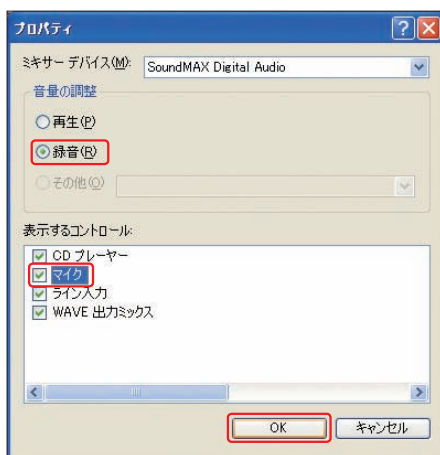 プロパティ
ミキサー デバイス(M): SoundMAX Digital Audio
音量の調整
再生(P)
録音(R)
その他(O)
表示するコントロール:
CD プレーヤー
マイク
ライン入力
WAVE 出力ミックス
OK キャンセル